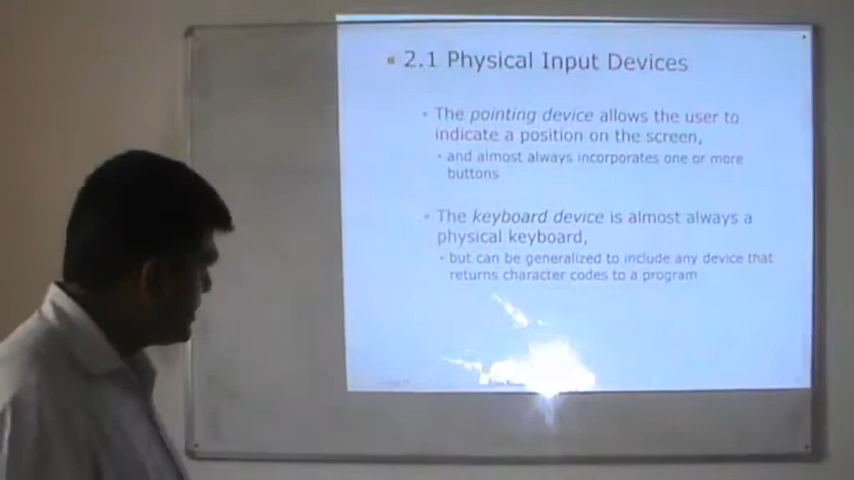 2.1 Physical Input Devices
The pointing device allows the user to
indicate a position on the screen,
and almost always incorporates one or more
buttons
The keyboard device is almost always a
physical keyboard,
but can be generalized to include any device that
returns character codes to a program